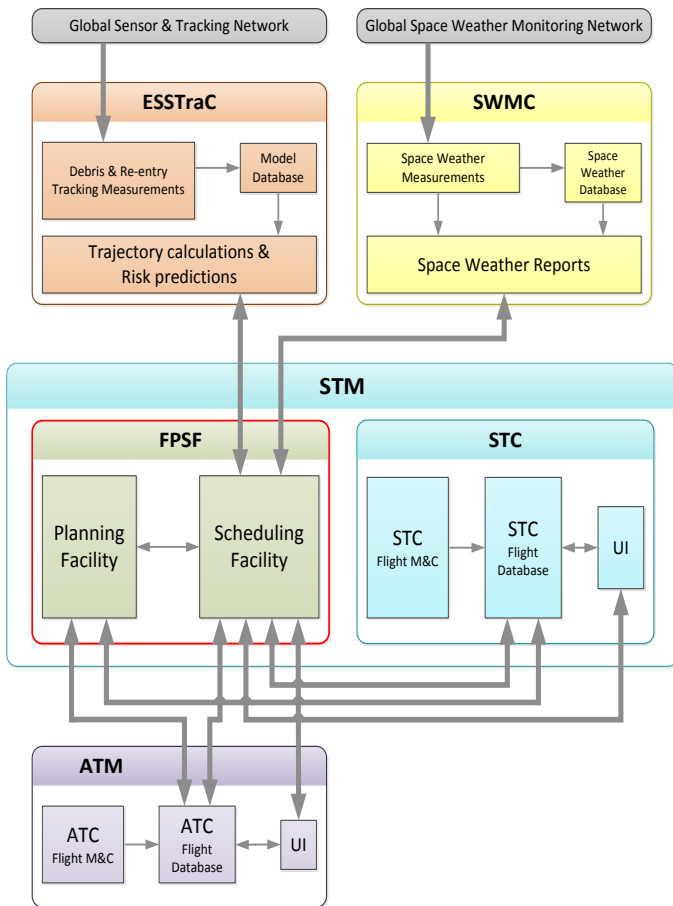 Global Sensor & Tracking Network
Global Space Weather Monitoring Network
ESSTraC
Debris & Re-entry
Tracking Measurements
Model
Database
Trajectory calculations &
Risk predictions
SWMC
Space Weather
Measurements
Space
Weather
Database
Space Weather Reports
STM
FPSF
Planning
Facility
Scheduling
Facility
STC
STC
Flight M&C
STC
Flight
Database
UI
ATM
ATC
Flight M&C
ATC
Flight
Database
UI